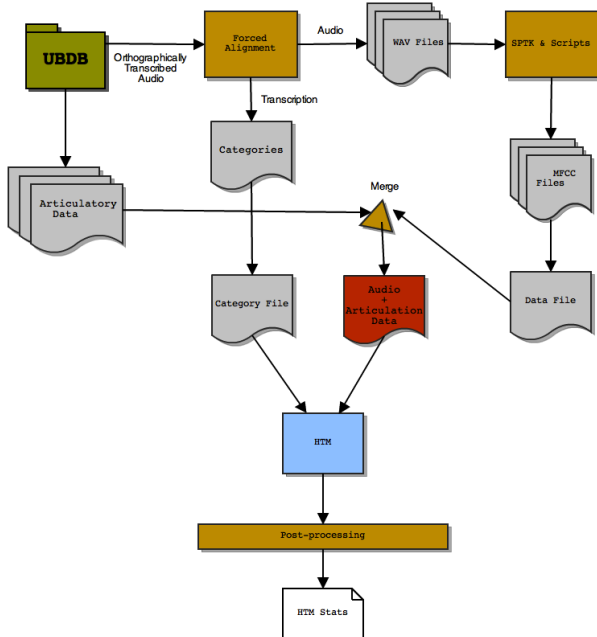 UBDB
Orthographically
Transcribed
Audio
Forced
Alignment
Audio
WAV Files
SPTK & Scripts
Transcription
Categories
MFCC
Files
Articulatory
Data
Merge
Category File
Audio
+
Articulation
Data
Data File
HTM
Post-processing
HTM Stats